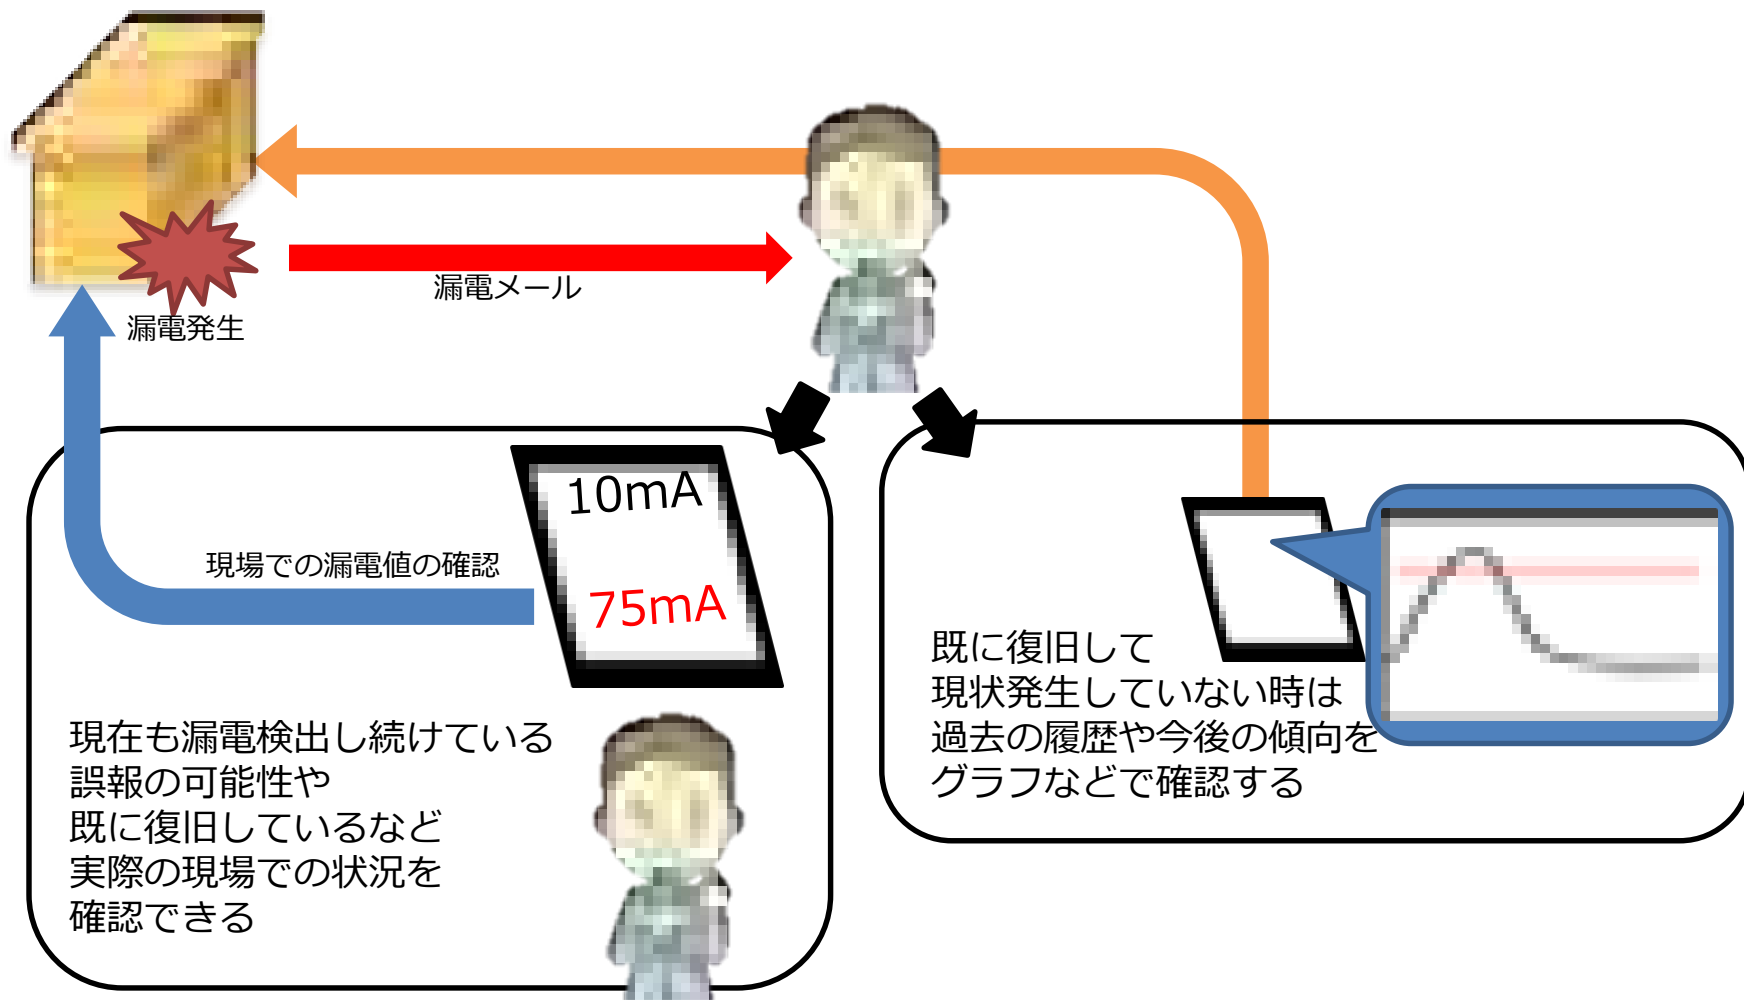 漏電メール
漏電発生
10mA
現場での漏電値の確認
75mA
現在も漏電検出し続けている
誤報の可能性や
既に復旧しているなど
実際の現場での状況を
確認できる
既に復旧して
現状発生していない時は
過去の履歴や今後の傾向を
グラフなどで確認する